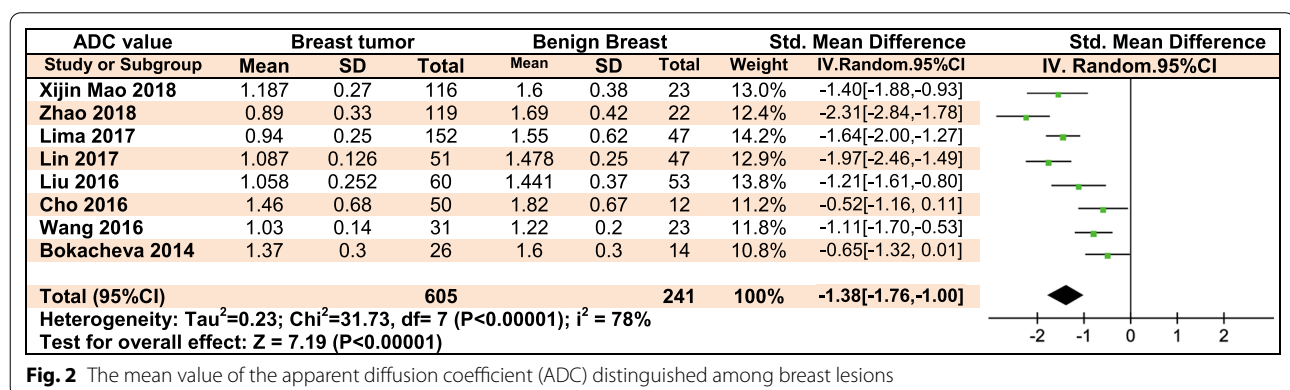 ADC value Breast tumor Benign Breast Std. Mean Difference Std. Mean Difference
Study or Subgroup Mean SD Total Mean SD Total Weight IV.Random.95%CI IV. Random.95%CI
Xijin Mao 2018 1.187 0.27 116 1.6 0.38 23 13.0% -1.40[-1.88,-0.93]
Zhao 2018 0.89 0.33 119 1.69 0.42 22 12.4% -2.31[-2.84,-1.78]
Lima 2017 0.94 0.25 152 1.55 0.62 47 14.2% -1.64[-2.00,-1.27]
Lin 2017 1.087 0.126 51 1.478 0.25 47 12.9% -1.97[-2.46,-1.49]
Liu 2016 1.058 0.252 60 1.441 0.37 53 13.8% -1.21[-1.61,-0.80]
Cho 2016 1.46 0.68 50 1.82 0.67 12 11.2% -0.52[-1.16, 0.11]
Wang 2016 1.03 0.14 31 1.22 0.2 23 11.8% -1.11[-1.70,-0.53]
Bokacheva 2014 1.37 0.3 26 1.6 0.3 14 10.8% -0.65[-1.32, 0.01]
Total (95%CI) 605 241 100% -1.38[-1.76,-1.00]
Heterogeneity: Tau²=0.23; Chi²=31.73, df= 7 (P<0.00001); i² = 78%
Test for overall effect: Z = 7.19 (P<0.00001)
-2 -1 0 1 2
Fig. 2 The mean value of the apparent diffusion coefficient (ADC) distinguished among breast lesions